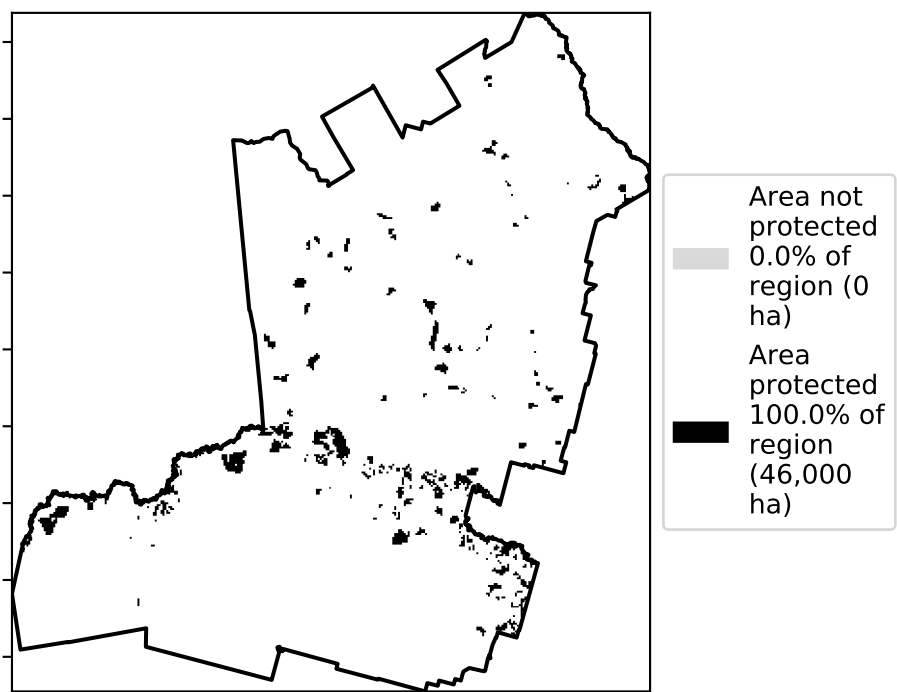 Area not
protected
0.0% of
region (0
ha)
Area
protected
100.0% of
region
(46,000
ha)